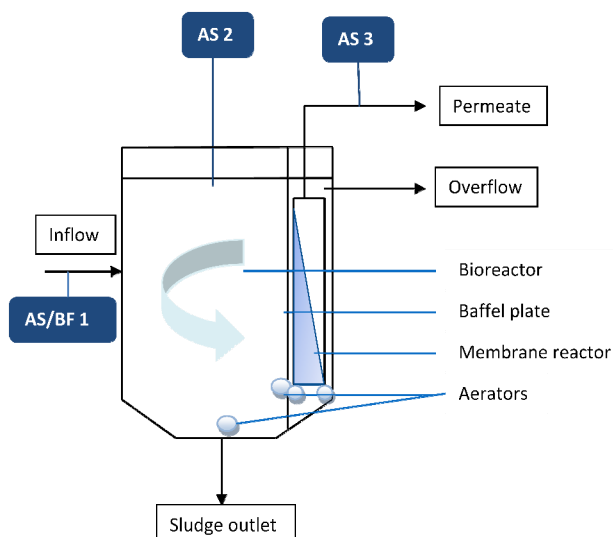 AS 2
AS 3
Permeate
Overflow
Inflow
AS/BF 1
Bioreactor
Baffel plate
Membrane reactor
Aerators
Sludge outlet